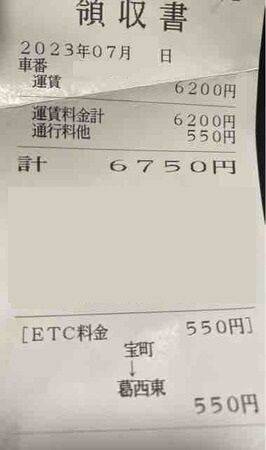 領収書
2023年07月　　日
車番
運賃　　6200円
運賃料金計　　6200円
通行料他　　550円
計　　6750円
[ETC料金　　550円]
宝町
↓
葛西東
550円